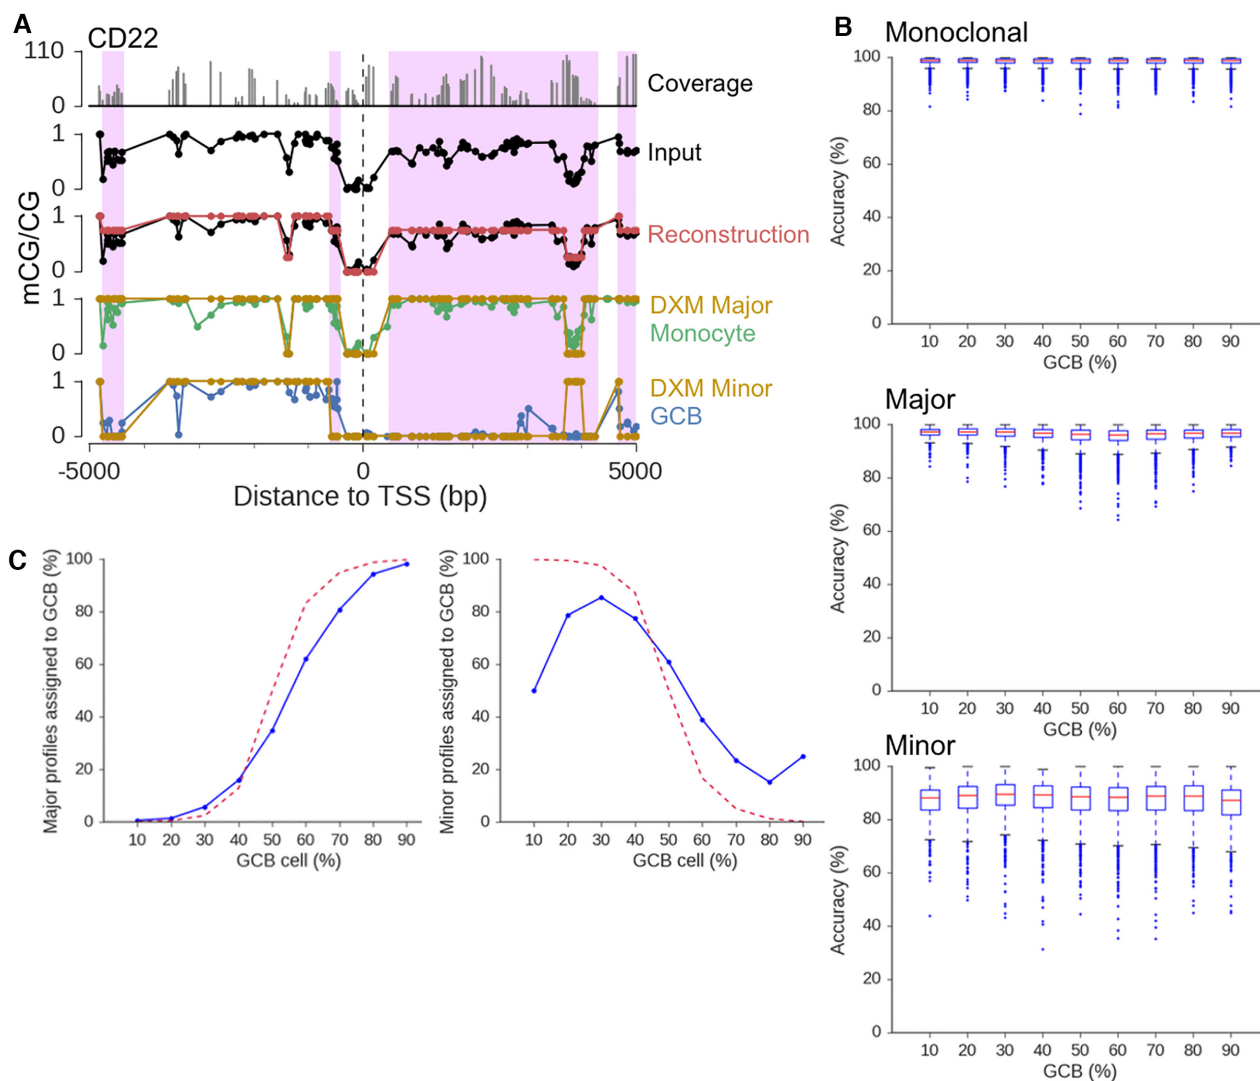 A
CD22
110
0
Coverage
1
0
Input
1
0
Reconstruction
mCG/CG
1
0
DXM Major
Monocyte
1
0
DXM Minor
GCB
-5000
0
5000
Distance to TSS (bp)
B
Monoclonal
100
80
60
40
20
0
Accuracy (%)
10 20 30 40 50 60 70 80 90
GCB (%)
Major
100
80
60
40
20
0
Accuracy (%)
10 20 30 40 50 60 70 80 90
GCB (%)
Minor
100
80
60
40
20
0
Accuracy (%)
10 20 30 40 50 60 70 80 90
GCB (%)
C
Major profiles assigned to GCB (%)
100
80
60
40
20
0
10 20 30 40 50 60 70 80 90
GCB cell (%)
Minor profiles assigned to GCB (%)
100
80
60
40
20
0
10 20 30 40 50 60 70 80 90
GCB cell (%)